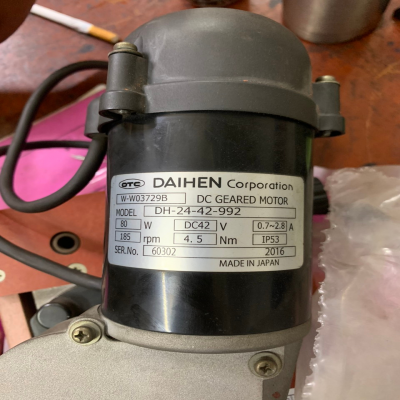 OTC DAIHEN Corporation
W-W03729B DC GEARED MOTOR
MODEL DH-24-42-992
80 W DC42 V 0.7~2.8 A
185 rpm 4.5 Nm IP53
SER.No. 60302 2016
MADE IN JAPAN